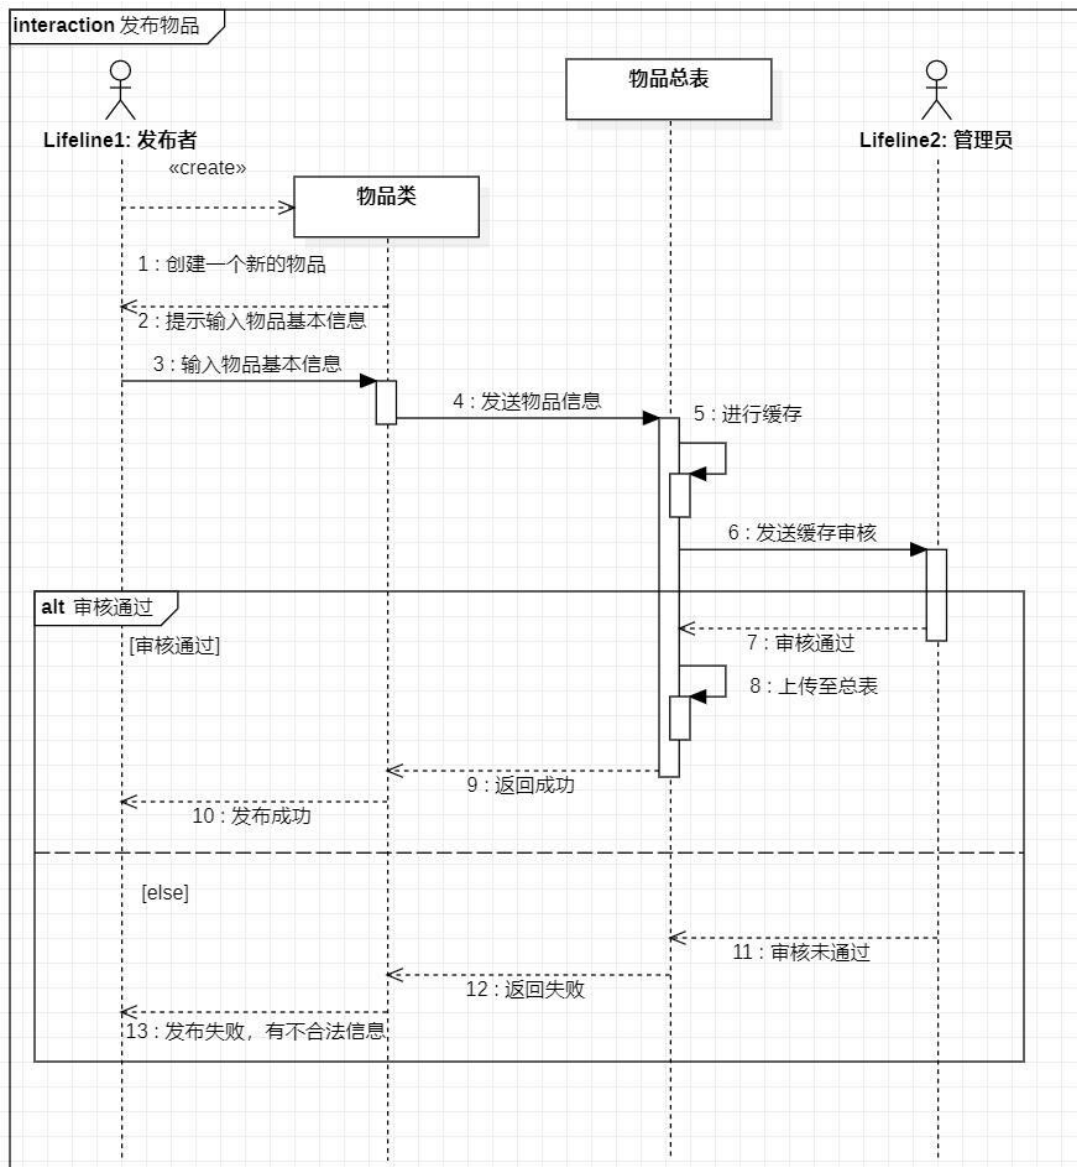 interaction 发布物品
物品总表
Lifeline1: 发布者
Lifeline2: 管理员
«create»
物品类
1 : 创建一个新的物品
2 : 提示输入物品基本信息
3 : 输入物品基本信息
4 : 发送物品信息
5 : 进行缓存
6 : 发送缓存审核
alt 审核通过
[审核通过]
7 : 审核通过
8 : 上传至总表
9 : 返回成功
10 : 发布成功
[else]
11 : 审核未通过
12 : 返回失败
13 : 发布失败，有不合法信息